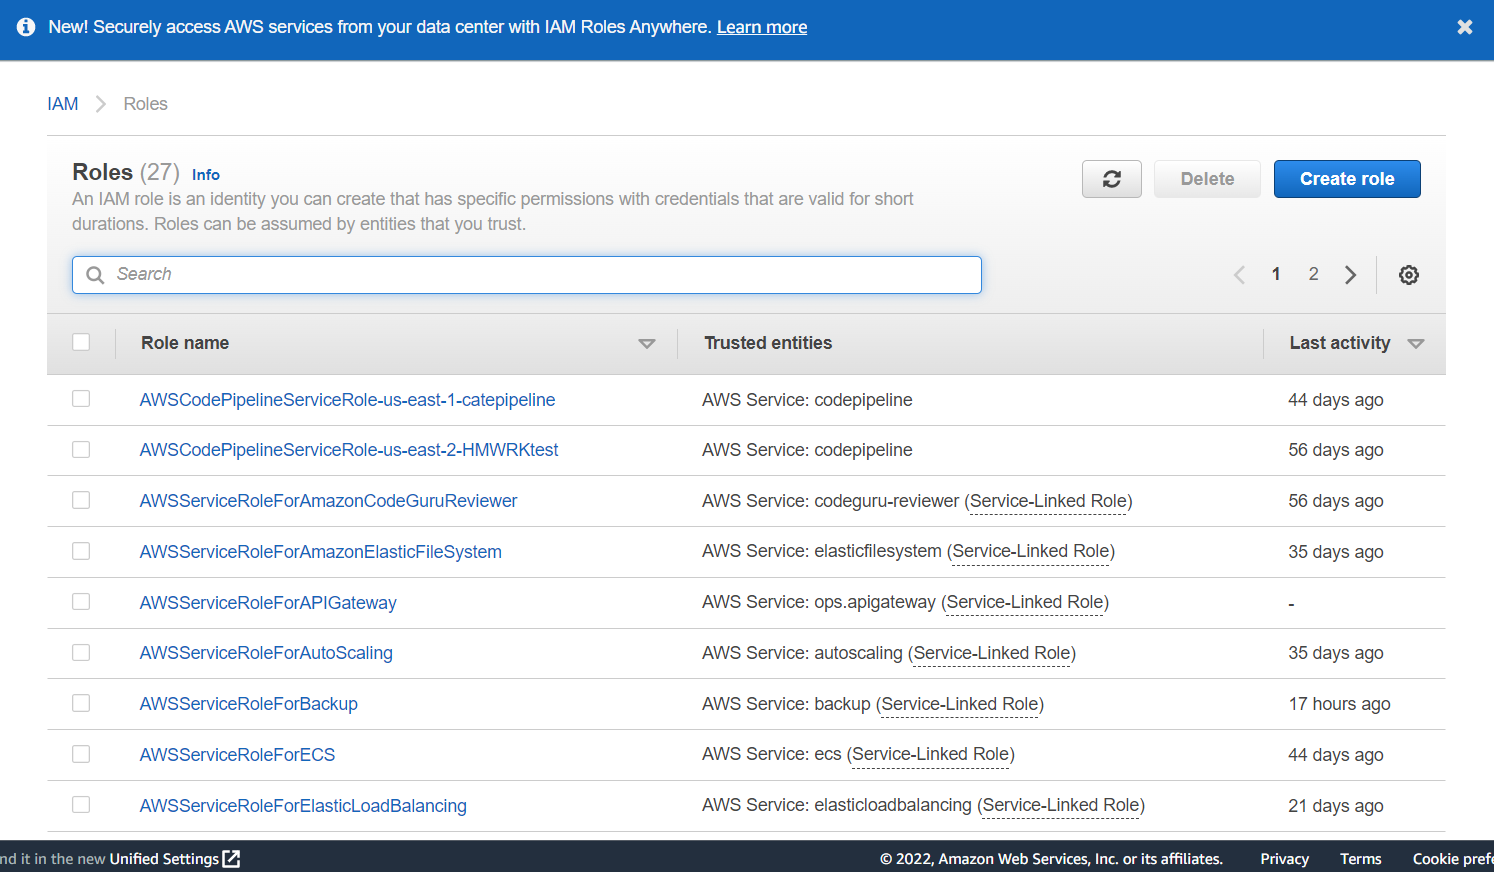 New! Securely access AWS services from your data center with IAM Roles Anywhere. Learn more
IAM > Roles
Roles (27) Info
An IAM role is an identity you can create that has specific permissions with credentials that are valid for short
durations. Roles can be assumed by entities that you trust.
Delete
Create role
Search
1 2
Role name Trusted entities Last activity
AWSCodePipelineServiceRole-us-east-1-catepipeline AWS Service: codepipeline 44 days ago
AWSCodePipelineServiceRole-us-east-2-HMWRKtest AWS Service: codepipeline 56 days ago
AWSServiceRoleForAmazonCodeGuruReviewer AWS Service: codeguru-reviewer (Service-Linked Role) 56 days ago
AWSServiceRoleForAmazonElasticFileSystem AWS Service: elasticfilesystem (Service-Linked Role) 35 days ago
AWSServiceRoleForAPIGateway AWS Service: ops.apigateway (Service-Linked Role) -
AWSServiceRoleForAutoScaling AWS Service: autoscaling (Service-Linked Role) 35 days ago
AWSServiceRoleForBackup AWS Service: backup (Service-Linked Role) 17 hours ago
AWSServiceRoleForECS AWS Service: ecs (Service-Linked Role) 44 days ago
AWSServiceRoleForElasticLoadBalancing AWS Service: elasticloadbalancing (Service-Linked Role) 21 days ago
nd it in the new Unified Settings © 2022, Amazon Web Services, Inc. or its affiliates. Privacy Terms Cookie prefe